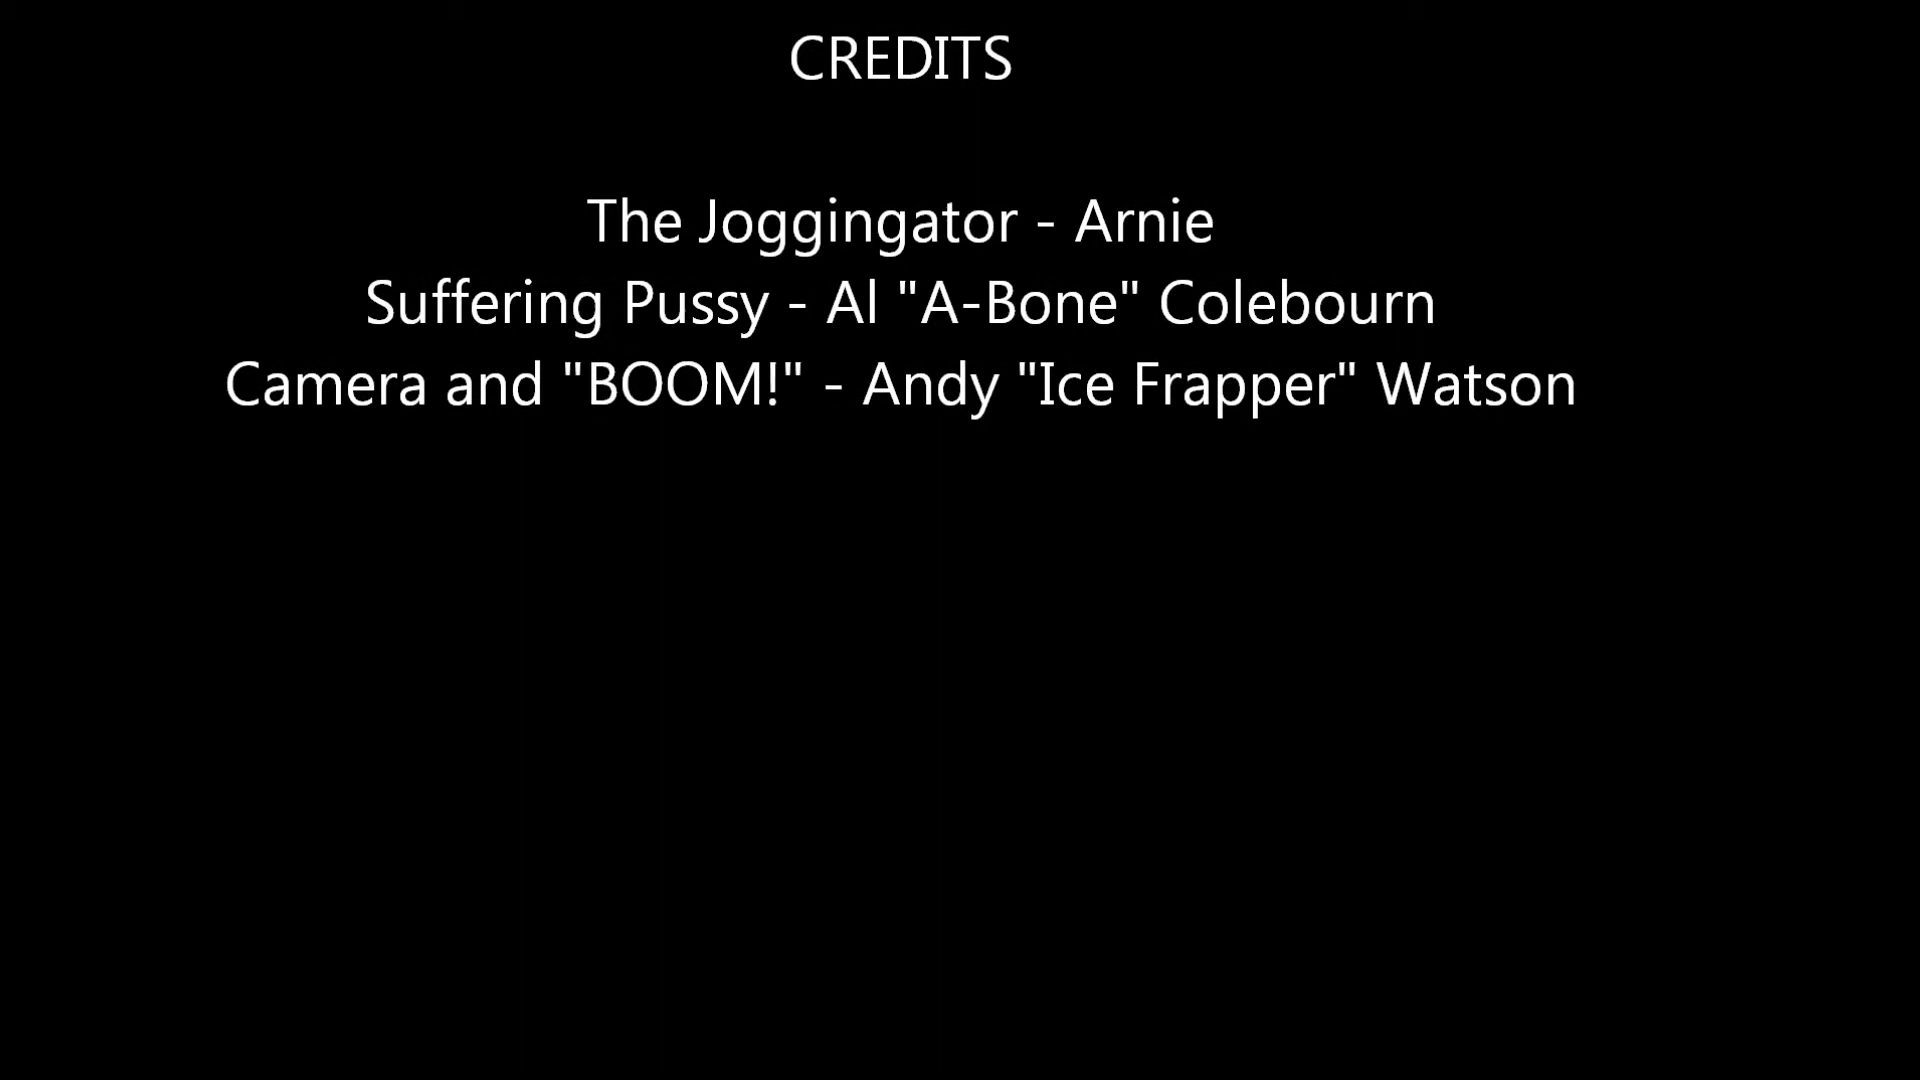 CREDITS
The Joggingator - Arnie
Suffering Pussy - Al "A-Bone" Colebourn
Camera and "BOOM!" - Andy "Ice Frapper" Watson